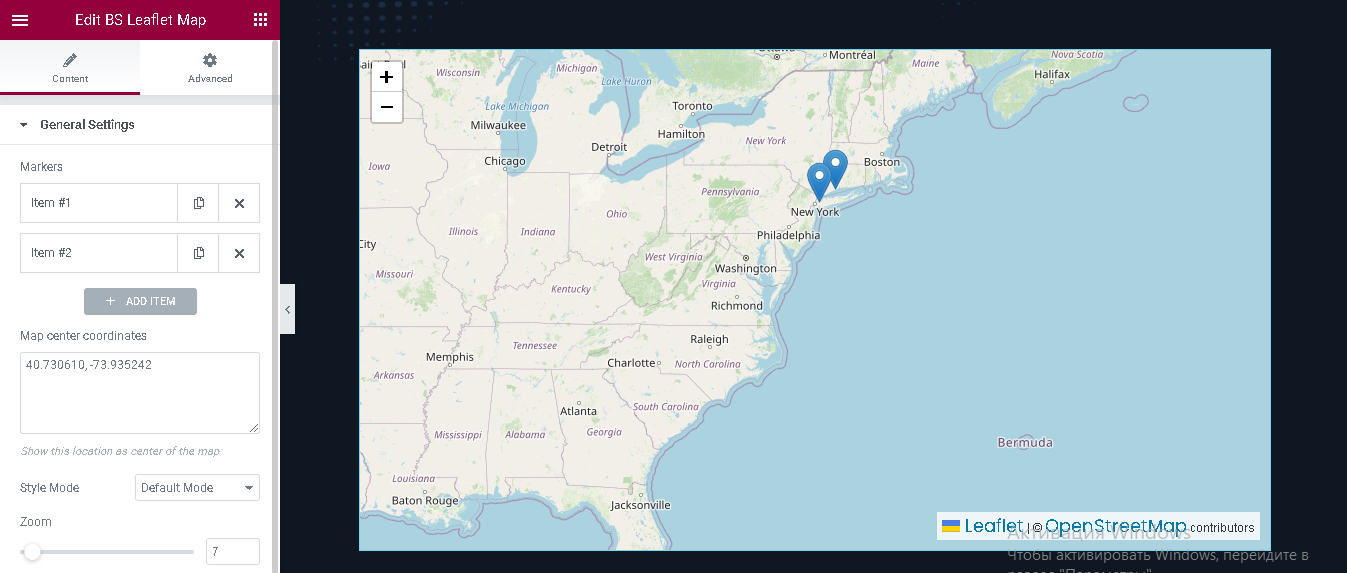 Edit BS Leaflet Map
Content
Advanced
General Settings
Markers
Item #1
Item #2
+ ADD ITEM
Map center coordinates
40.730610, -73.935242
Show this location as center of the map
Style Mode
Default Mode
Zoom
7
+
−
Montréal
Nova Scotia
Wisconsin
Michigan
Maine
Halifax
Lake Huron
Lake Michigan
Toronto
Milwaukee
Hamilton
New York
Detroit
Chicago
Boston
Iowa
Pennsylvania
New York
Ohio
Illinois
Indiana
Philadelphia
City
West Virginia
Washington
Missouri
Virginia
Kentucky
Richmond
Raleigh
Tennessee
Memphis
Charlotte
North Carolina
Arkansas
South Carolina
Atlanta
Mississippi
Alabama
Georgia
Bermuda
Louisiana
Baton Rouge
Jacksonville
Leaflet | © OpenStreetMap contributors
Активация Windows
Чтобы активировать Windows, перейдите в
раздел "Параметры".